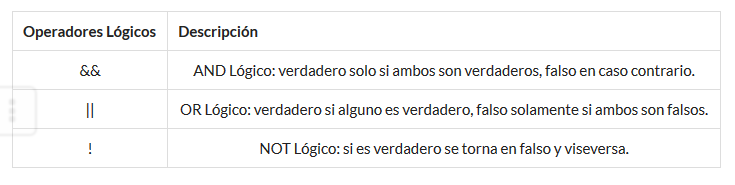 Operadores Lógicos Descripción
&& AND Lógico: verdadero solo si ambos son verdaderos, falso en caso contrario.
|| OR Lógico: verdadero si alguno es verdadero, falso solamente si ambos son falsos.
! NOT Lógico: si es verdadero se torna en falso y viseversa.